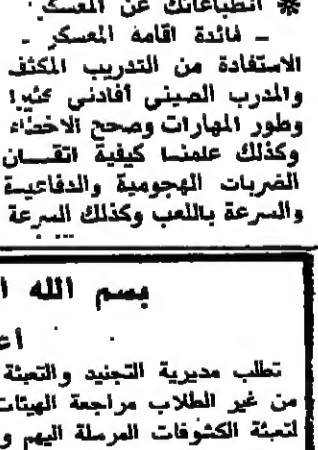 ※ انطباعاتك عن المعسكر
ـ فائدة اقامة المعسكر ـ
الاستفادة من التدريب المكثف
والمدرب الصيني أفادني كثيرا
وطور المهارات وصحح الاخطاء
وكذلك علمنا كيفية اتقان
الضربات الهجومية والدفاعية
والسرعة باللعب وكذلك السرعة
بسم الله
تطلب مديرية التجنيد والتعبئة
من غير الطلاب مراجعة الهيئات
لتعبئة الكشوفات المرسلة اليهم و